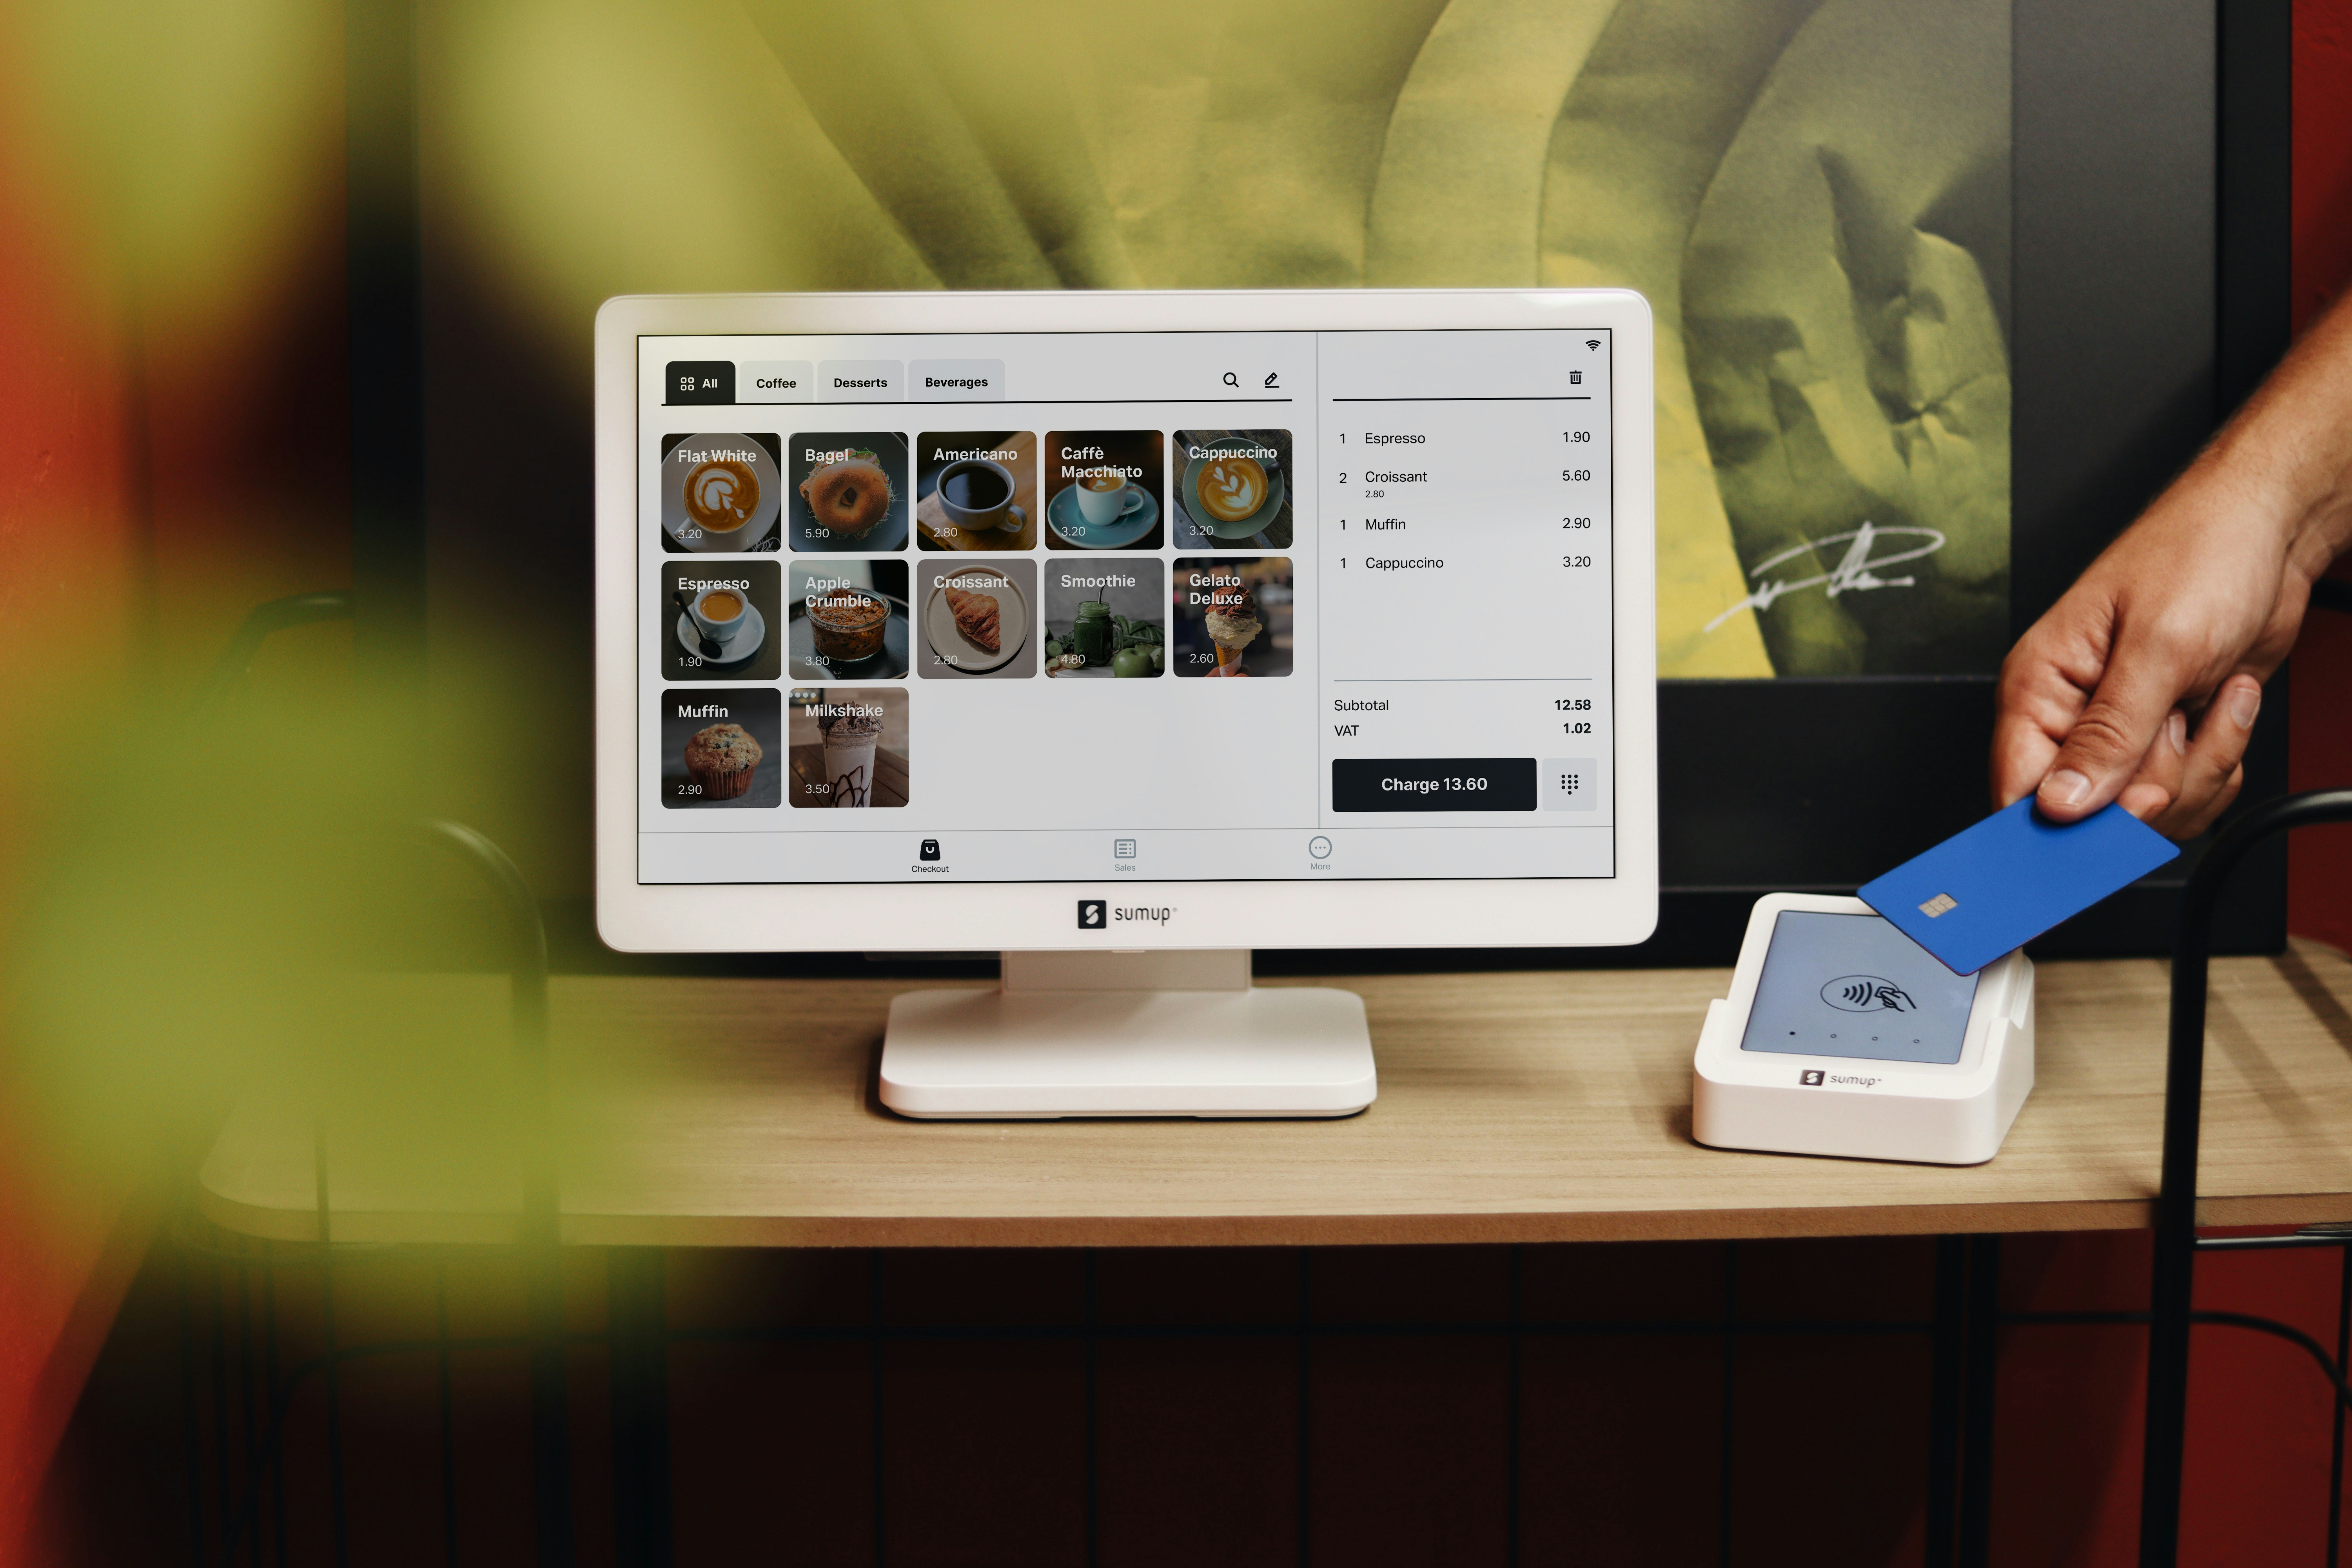 All
Coffee
Desserts
Beverages
Flat White
3.20
Bagel
5.90
Americano
2.80
Caffè
Macchiato
3.20
Cappuccino
3.20
Espresso
1.90
Apple
Crumble
3.80
Croissant
2.80
Smoothie
4.80
Gelato
Deluxe
2.60
Muffin
2.90
Milkshake
3.50
1 Espresso 1.90
2 Croissant 5.60
2.80
1 Muffin 2.90
1 Cappuccino 3.20
Subtotal 12.58
VAT 1.02
Charge 13.60
Checkout
Sales
More
sumup
sumup